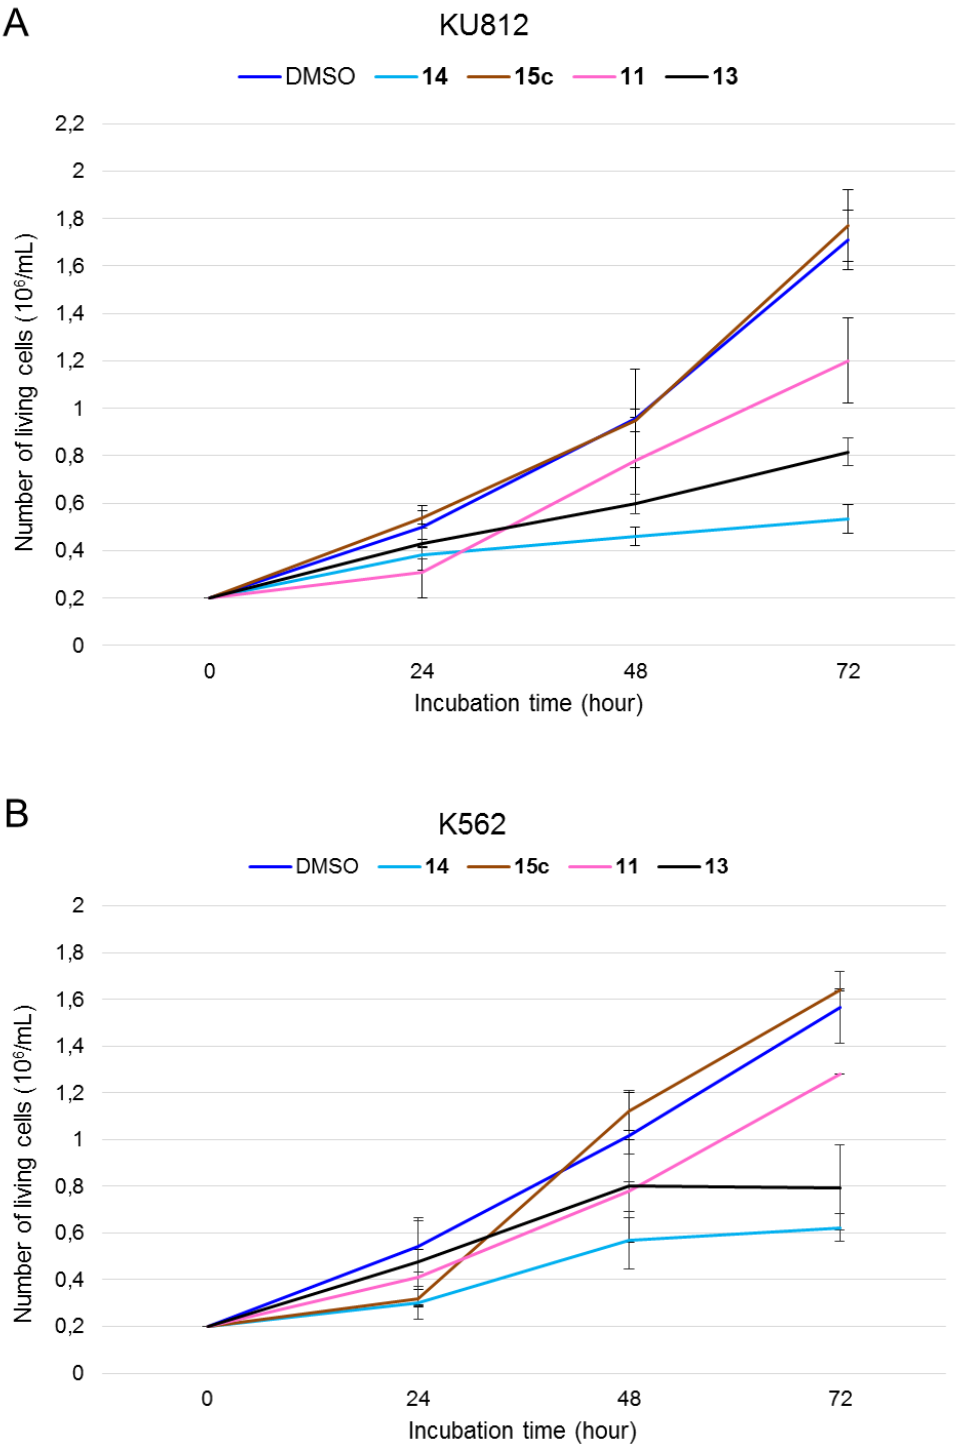 A
KU812
DMSO 14 15c 11 13
2,2
2
1,8
1,6
1,4
1,2
1
0,8
0,6
0,4
0,2
0
Number of living cells (10⁶/mL)
0 24 48 72
Incubation time (hour)
B
K562
DMSO 14 15c 11 13
2
1,8
1,6
1,4
1,2
1
0,8
0,6
0,4
0,2
0
Number of living cells (10⁶/mL)
0 24 48 72
Incubation time (hour)